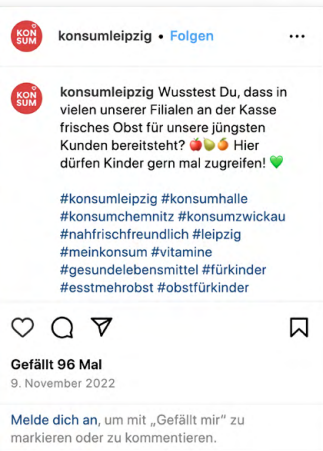 KON
SUM
konsumleipzig • Folgen
KON
SUM
konsumleipzig Wusstest Du, dass in
vielen unserer Filialen an der Kasse
frisches Obst für unsere jüngsten
Kunden bereitsteht? 🍎🍐🍊 Hier
dürfen Kinder gern mal zugreifen! 💚
#konsumleipzig #konsumhalle
#konsumchemnitz #konsumzwickau
#nahfrischfreundlich #leipzig
#meinkonsum #vitamine
#gesundelebensmittel #fürkinder
#esstmehrobst #obstfürkinder
Gefällt 96 Mal
9. November 2022
Melde dich an, um mit „Gefällt mir“ zu
markieren oder zu kommentieren.